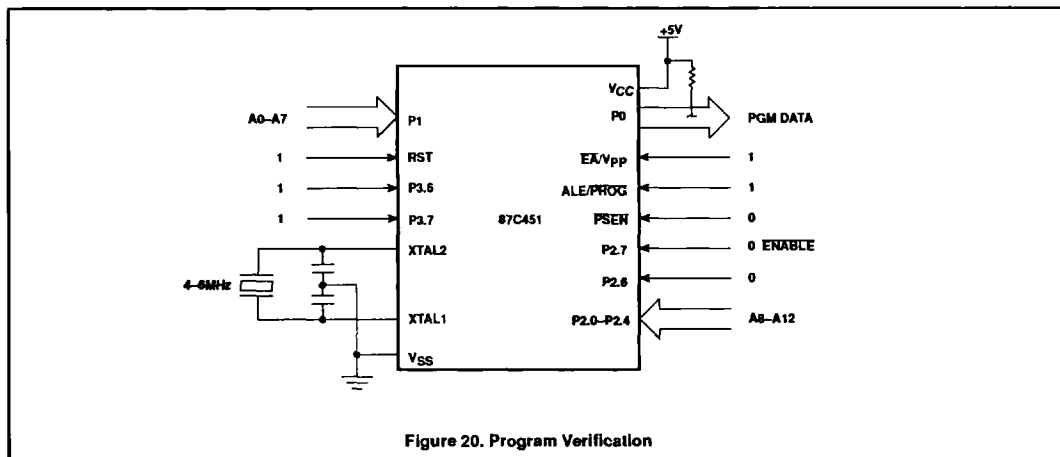 +5V
VCC
A0–A7
P1
P0
PGM DATA
1
RST
EA/VPP
1
1
P3.6
ALE/PROG
1
1
P3.7
87C451
PSEN
0
XTAL2
P2.7
0 ENABLE
4–6MHz
P2.6
0
XTAL1
P2.0–P2.4
A8–A12
VSS
Figure 20. Program Verification